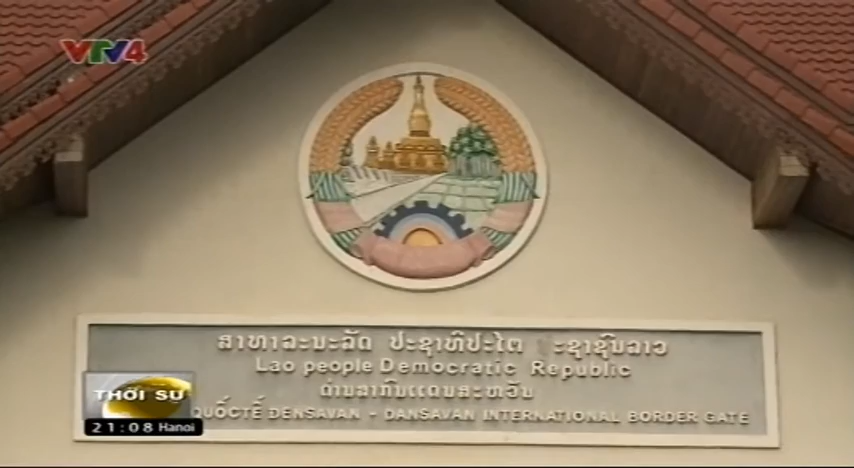 VTV4
ສາທາລະນະລັດ ປະຊາທິປະໄຕ ະຊາຊົນລາວ
Lao people Democratic Republic
ດ່ານສາກົນແດນສະຫວັນ
QUỐCTẾ DENSAVAN - DANSAVAN INTERNATIONAL BORDER GATE
THỜI SỰ
21:08 Hanoi